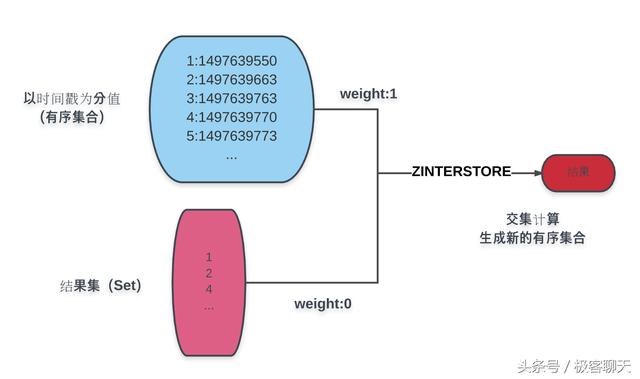 以时间戳为分值
（有序集合）
1:1497639550
2:1497639663
3:1497639763
4:1497639770
5:1497639773
...
weight:1
ZINTERSTORE
结果
交集计算
生成新的有序集合
结果集（Set）
1
2
4
...
weight:0
头条号 / 极客聊天